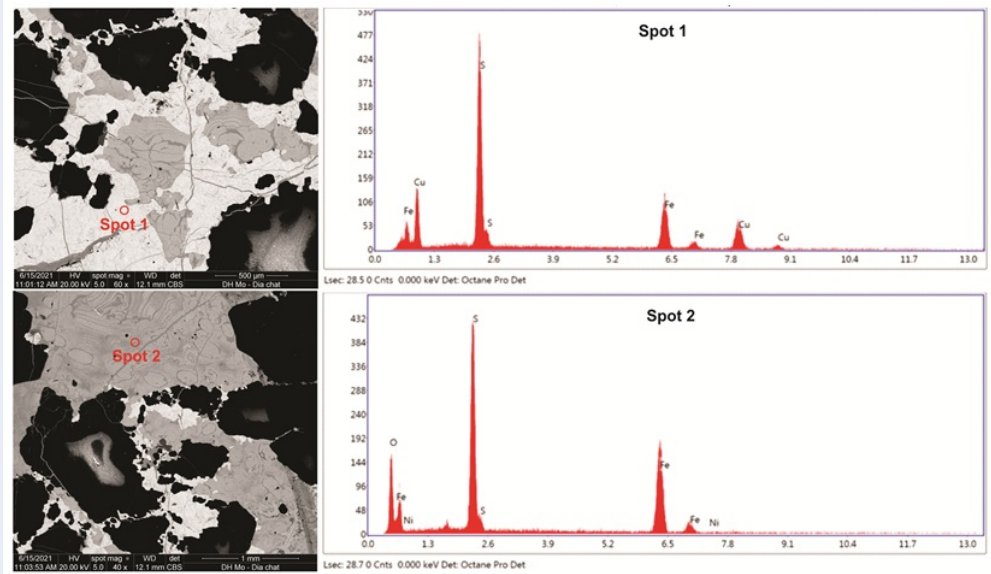 Spot 1
6/15/2021 HV spot mag WD det 500 µm
11:01:12 AM 20.00 kV 5.0 60 x 12.1 mm CBS DH Mo - Dia chat
Spot 1
530
477
424
371
318
265
212
159
106
53
0
S
Cu
Fe
S
Fe
Fe
Cu
Cu
0.0 1.3 2.6 3.9 5.2 6.5 7.8 9.1 10.4 11.7 13.0
Lsec: 28.5 0 Cnts 0.000 keV Det: Octane Pro Det
Spot 2
6/15/2021 HV spot mag WD det 1 mm
11:03:53 AM 20.00 kV 5.0 40 x 12.1 mm CBS DH Mo - Dia chat
Spot 2
432
384
336
288
240
192
144
96
48
0
S
O
Fe
Ni
S
Fe
Fe
Ni
0.0 1.3 2.6 3.9 5.2 6.5 7.8 9.1 10.4 11.7 13.0
Lsec: 28.7 0 Cnts 0.000 keV Det: Octane Pro Det